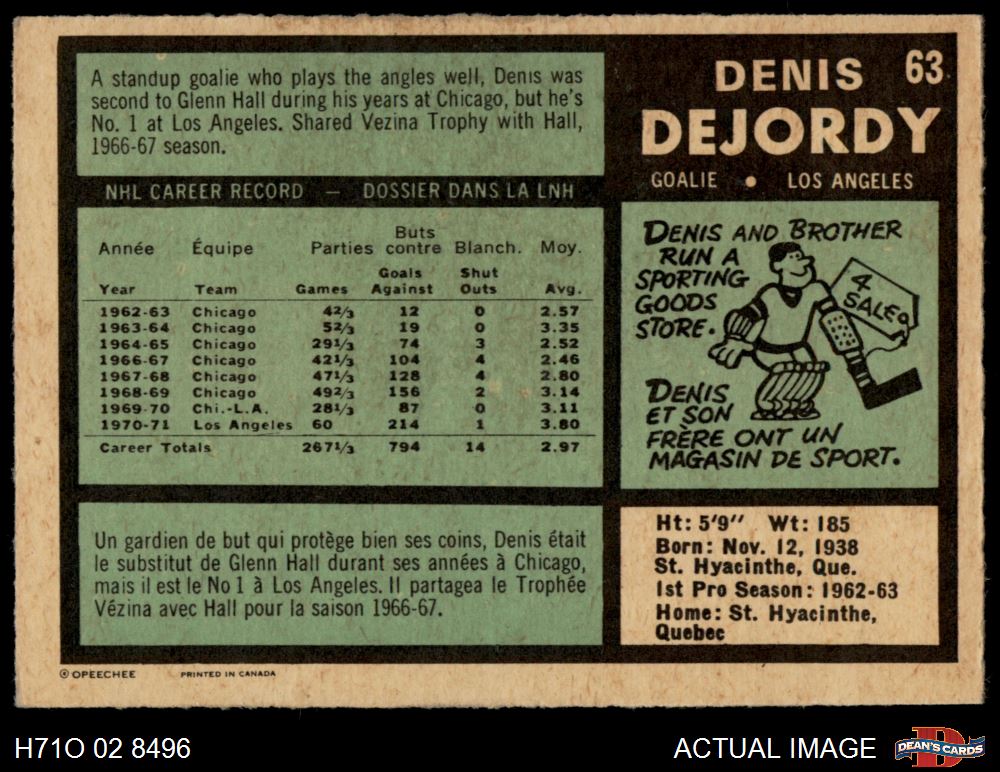 A standup goalie who plays the angles well, Denis was
second to Glenn Hall during his years at Chicago, but he's
No. 1 at Los Angeles. Shared Vezina Trophy with Hall,
1966-67 season.
DENIS 63
DEJORDY
GOALIE • LOS ANGELES
NHL CAREER RECORD — DOSSIER DANS LA LNH
Année Équipe Parties Buts contre Blanch. Moy.
Year Team Games Goals Against Shut Outs Avg.
1962-63 Chicago 42/3 12 0 2.57
1963-64 Chicago 52/3 19 0 3.35
1964-65 Chicago 291/3 74 3 2.52
1966-67 Chicago 421/3 104 4 2.46
1967-68 Chicago 471/3 128 4 2.80
1968-69 Chicago 492/3 156 2 3.14
1969-70 Chi.-L.A. 281/3 87 0 3.11
1970-71 Los Angeles 60 214 1 3.80
Career Totals 2671/3 794 14 2.97
DENIS AND BROTHER
RUN A
SPORTING
GOODS
STORE.
4
SALE
DENIS
ET SON
FRÈRE ONT UN
MAGASIN DE SPORT.
Un gardien de but qui protège bien ses coins, Denis était
le substitut de Glenn Hall durant ses années à Chicago,
mais il est le No 1 à Los Angeles. Il partagea le Trophée
Vézina avec Hall pour la saison 1966-67.
Ht: 5'9" Wt: 185
Born: Nov. 12, 1938
St. Hyacinthe, Que.
1st Pro Season: 1962-63
Home: St. Hyacinthe,
Quebec
© OPEECHEE PRINTED IN CANADA
H71O 02 8496
ACTUAL IMAGE
DEAN'S CARDS